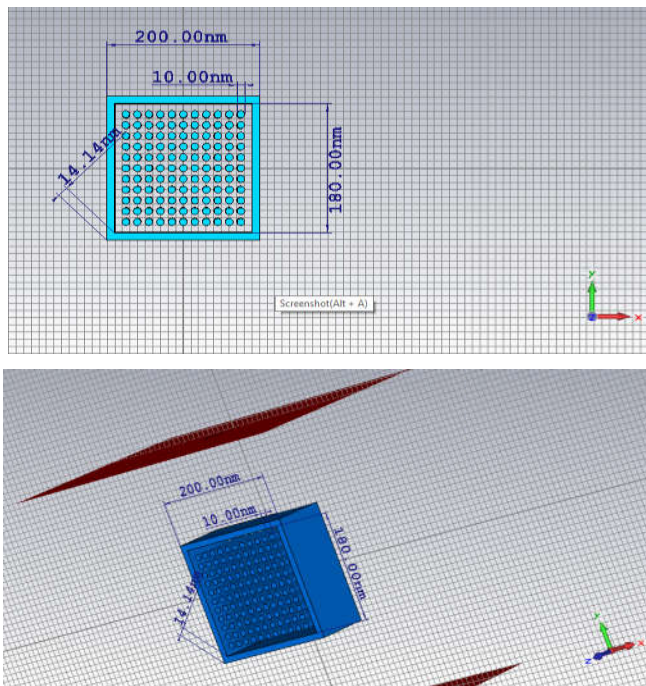 200.00nm
10.00nm
14.14nm
180.00nm
Screenshot(Alt + A)
y
x
200.00nm
10.00nm
180.00nm
14.14nm
y
x
z